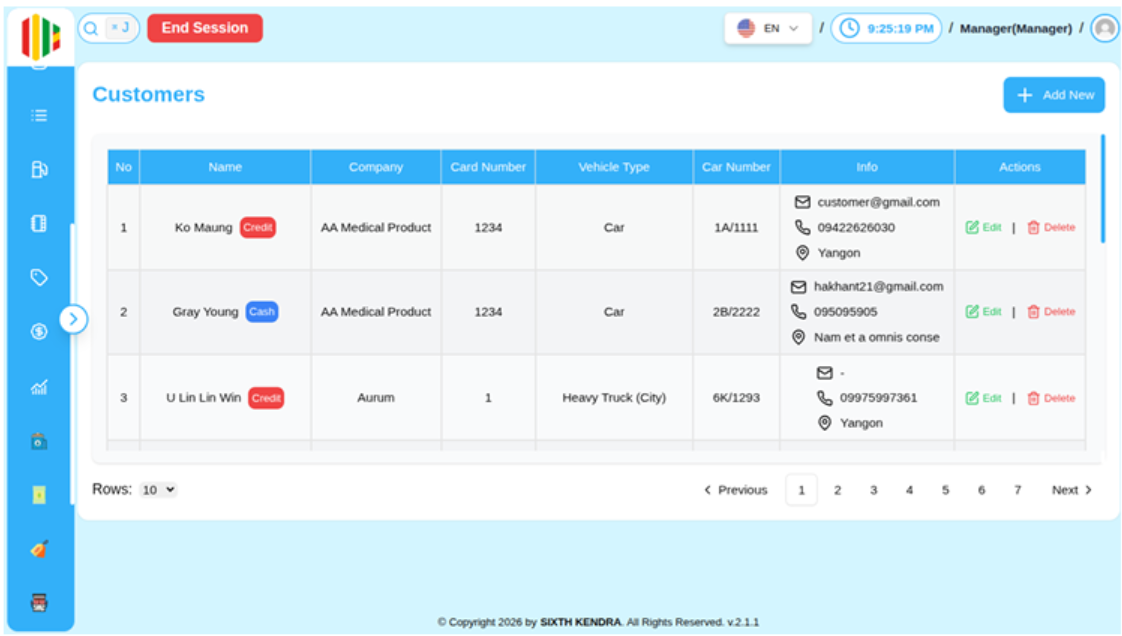 J End Session EN / 9:25:19 PM / Manager(Manager) /
Customers
Add New
No Name Company Card Number Vehicle Type Car Number Info Actions
1 Ko Maung Credit AA Medical Product 1234 Car 1A/1111 customer@gmail.com
09422626030
Yangon
Edit | Delete
2 Gray Young Cash AA Medical Product 1234 Car 2B/2222 hakhant21@gmail.com
095095905
Nam et a omnis conse
Edit | Delete
3 U Lin Lin Win Credit Aurum 1 Heavy Truck (City) 6K/1293 -
09975997361
Yangon
Edit | Delete
Rows: 10
Previous 1 2 3 4 5 6 7 Next
© Copyright 2026 by SIXTH KENDRA. All Rights Reserved. v.2.1.1